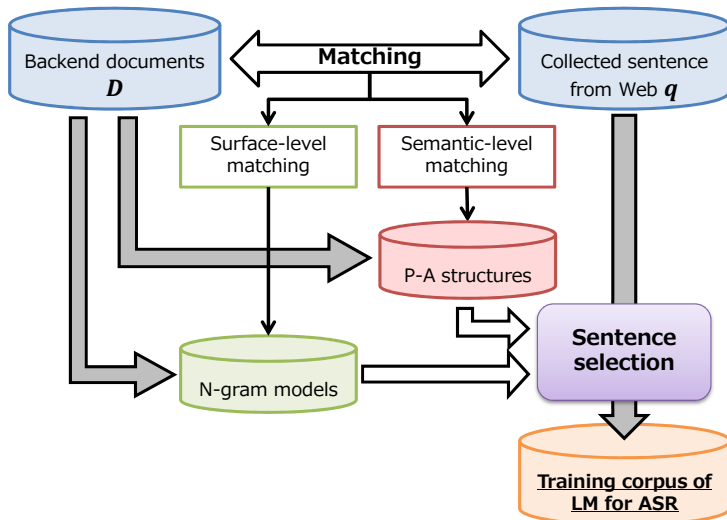 Backend documents
D
Matching
Collected sentence
from Web q
Surface-level
matching
Semantic-level
matching
P-A structures
Sentence
selection
N-gram models
Training corpus of
LM for ASR